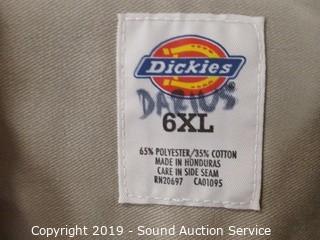 Dickies
DARIUS
6XL
65% POLYESTER/35% COTTON
MADE IN HONDURAS
CARE IN SIDE SEAM
RN20697 CA01095
Copyright 2019 - Sound Auction Service